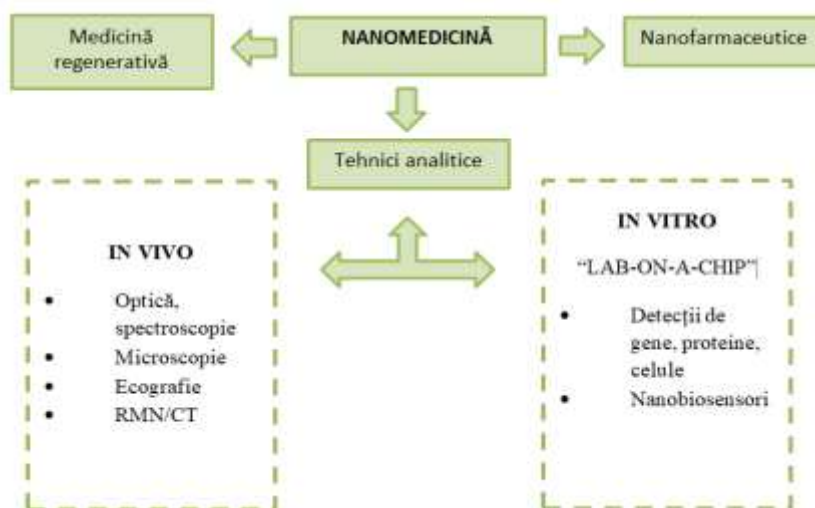 Medicină
regenerativă
NANOMEDICINĂ
Nanofarmaceutice
Tehnici analitice
IN VIVO
• Optică,
spectroscopie
• Microscopie
• Ecografie
• RMN/CT
IN VITRO
“LAB-ON-A-CHIP”
• Detecții de
gene, proteine,
celule
• Nanobiosensori